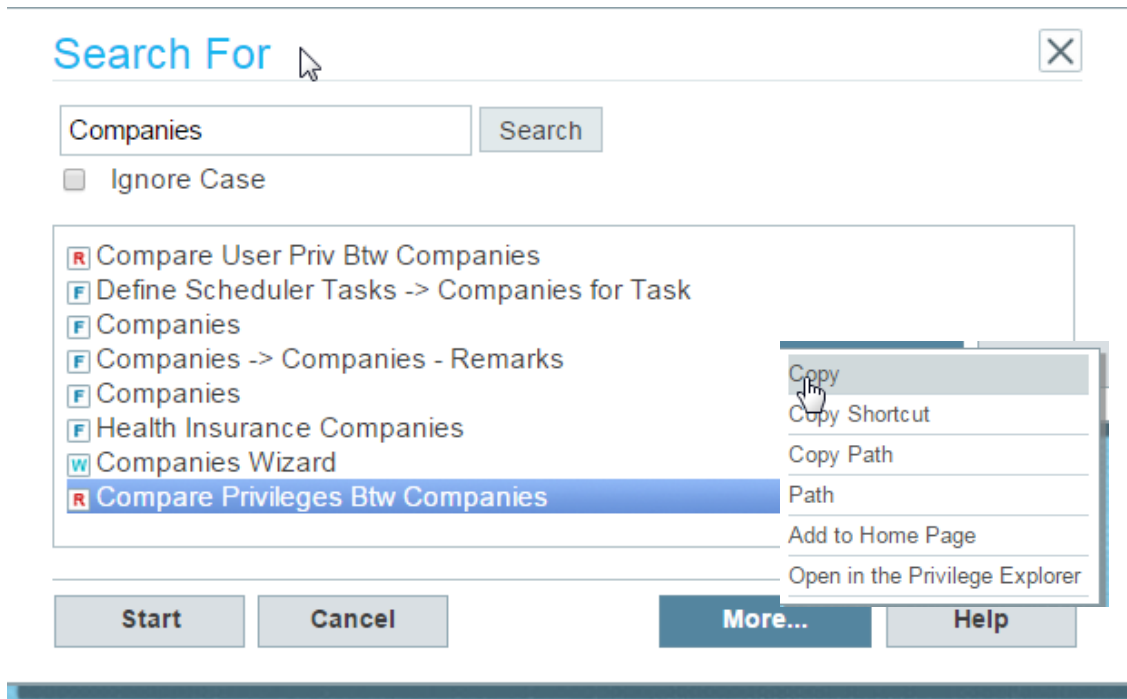 Search For
Companies
Search
Ignore Case
R Compare User Priv Btw Companies
F Define Scheduler Tasks -> Companies for Task
F Companies
F Companies -> Companies - Remarks
F Companies
F Health Insurance Companies
W Companies Wizard
R Compare Privileges Btw Companies
Copy
Copy Shortcut
Copy Path
Path
Add to Home Page
Open in the Privilege Explorer
Start
Cancel
More...
Help